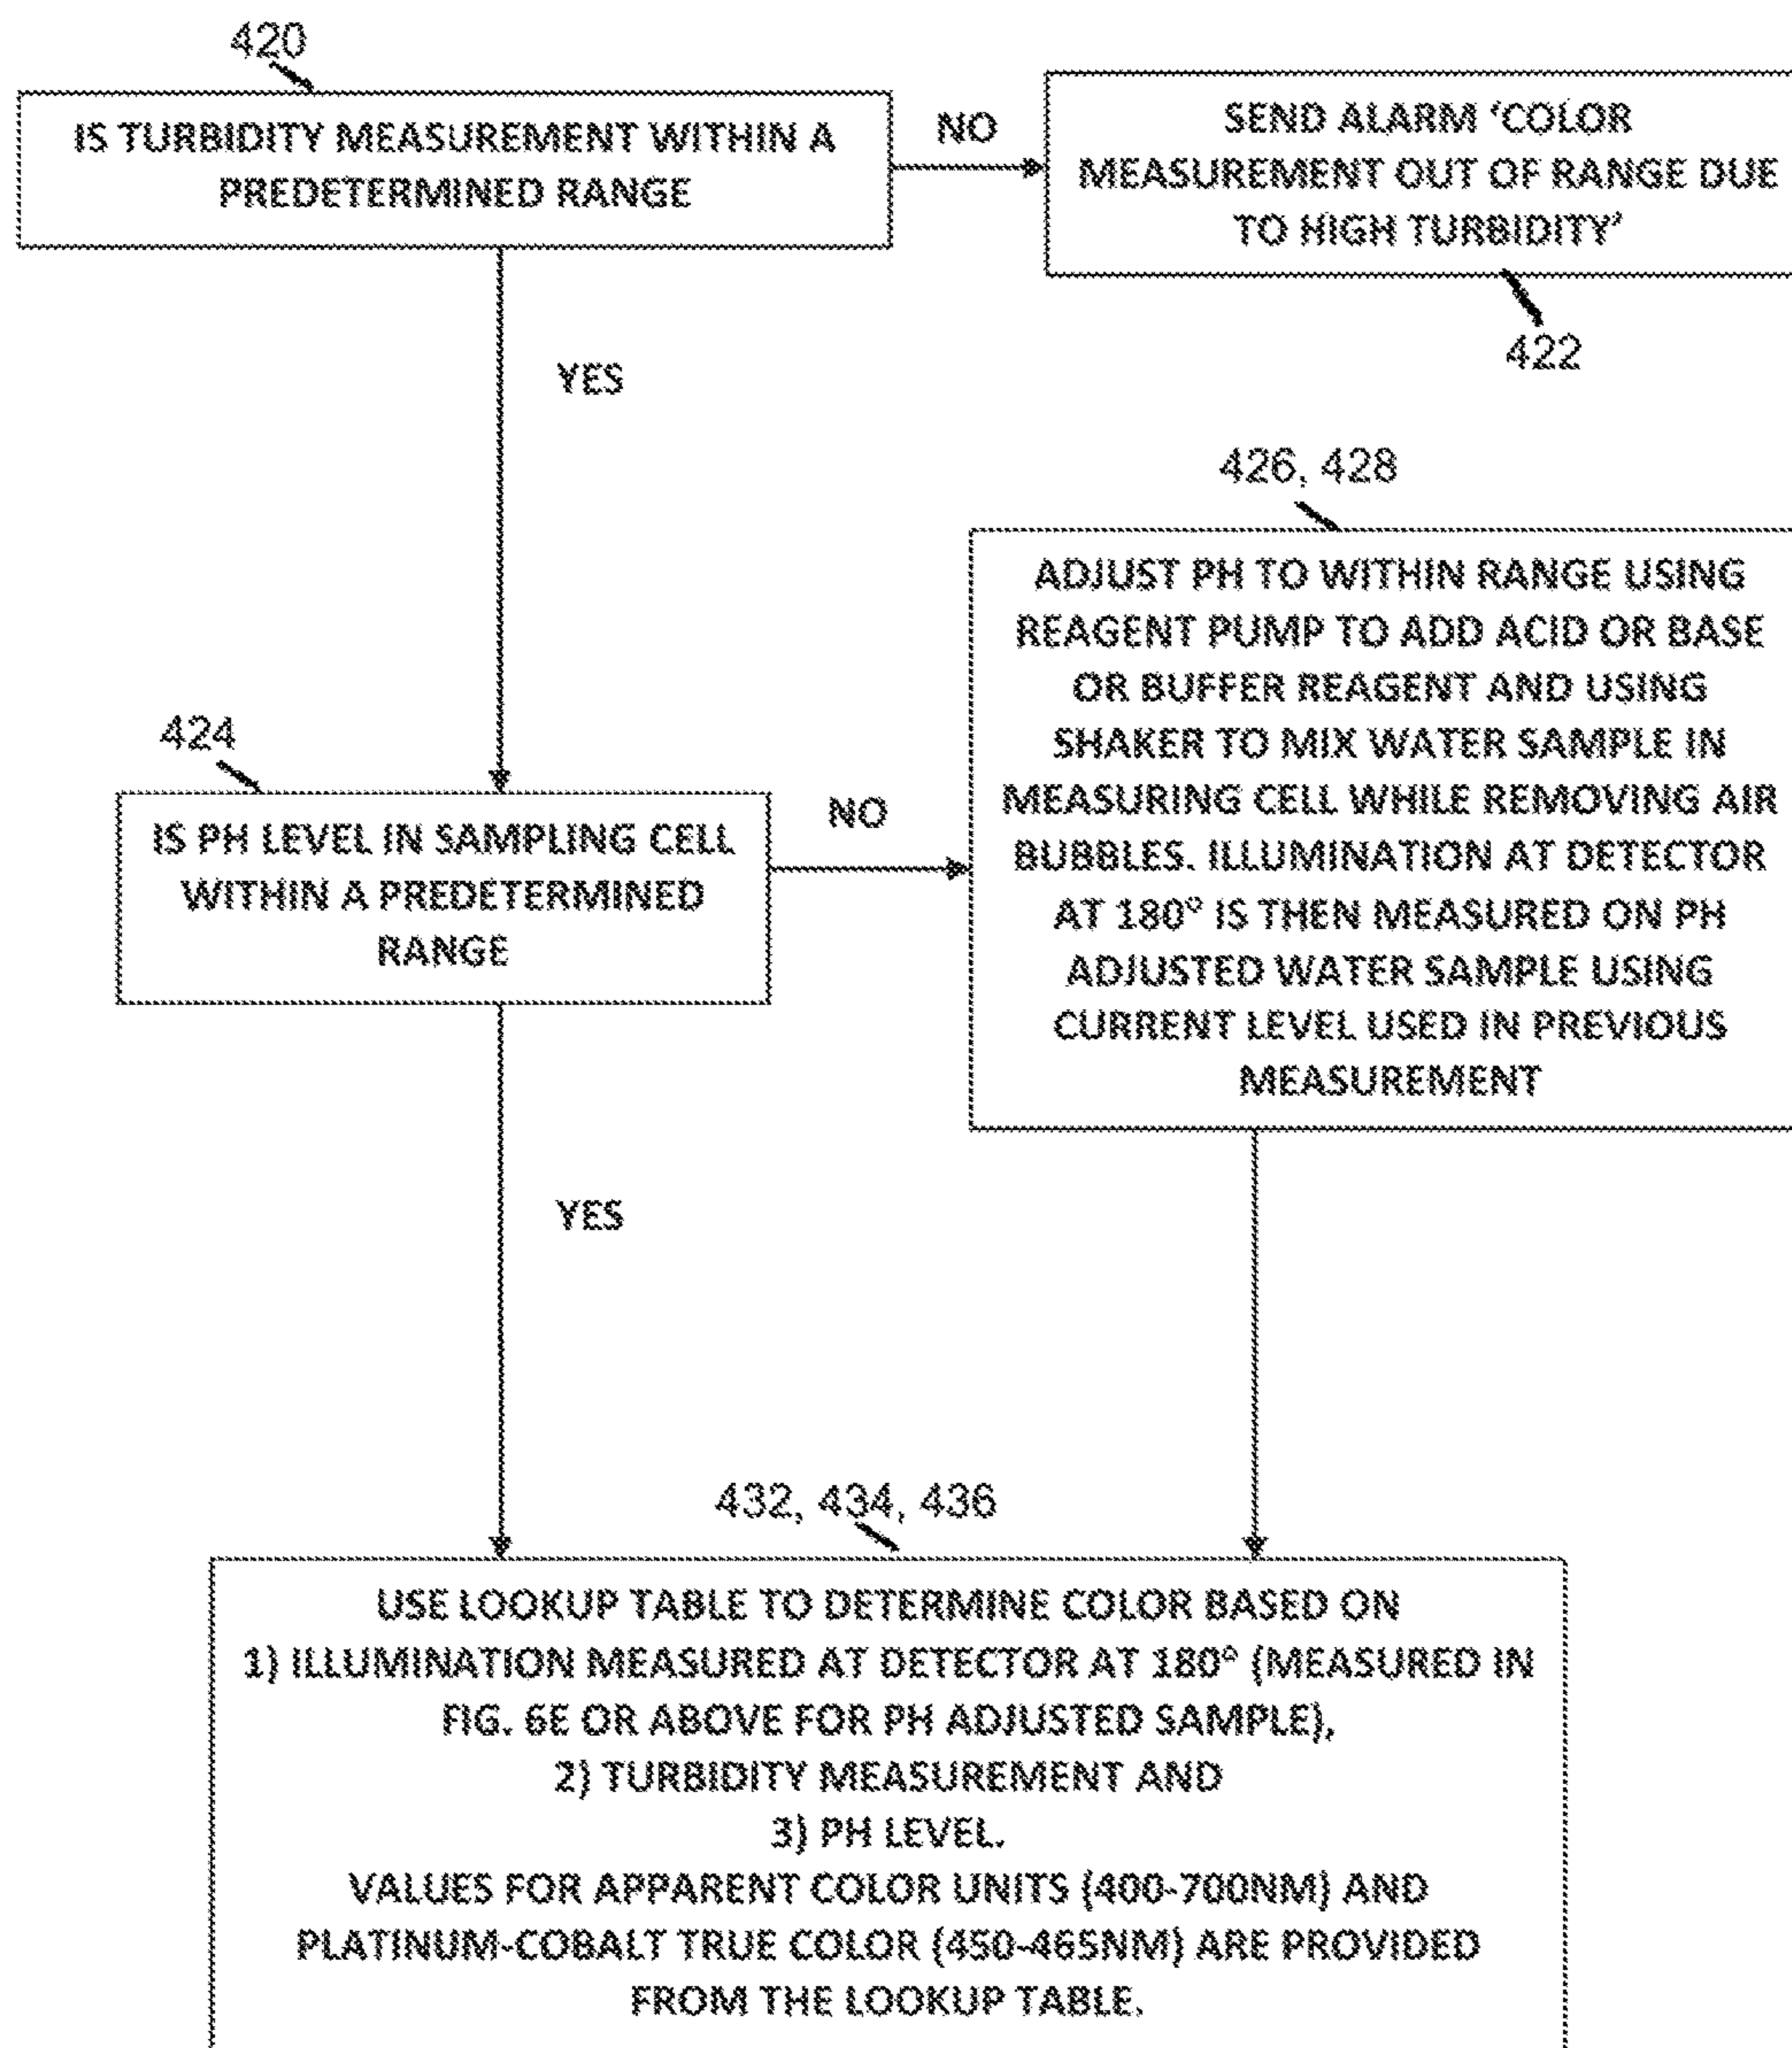 420
IS TURBIDITY MEASUREMENT WITHIN A
PREDETERMINED RANGE
NO
SEND ALARM ‘COLOR
MEASUREMENT OUT OF RANGE DUE
TO HIGH TURBIDITY’
422
YES
426, 428
ADJUST PH TO WITHIN RANGE USING
REAGENT PUMP TO ADD ACID OR BASE
OR BUFFER REAGENT AND USING
SHAKER TO MIX WATER SAMPLE IN
MEASURING CELL WHILE REMOVING AIR
BUBBLES. ILLUMINATION AT DETECTOR
AT 180° IS THEN MEASURED ON PH
ADJUSTED WATER SAMPLE USING
CURRENT LEVEL USED IN PREVIOUS
MEASUREMENT
424
IS PH LEVEL IN SAMPLING CELL
WITHIN A PREDETERMINED
RANGE
NO
YES
432, 434, 436
USE LOOKUP TABLE TO DETERMINE COLOR BASED ON
1) ILLUMINATION MEASURED AT DETECTOR AT 180° (MEASURED IN
FIG. 6E OR ABOVE FOR PH ADJUSTED SAMPLE),
2) TURBIDITY MEASUREMENT AND
3) PH LEVEL.
VALUES FOR APPARENT COLOR UNITS (400-700NM) AND
PLATINUM-COBALT TRUE COLOR (450-465NM) ARE PROVIDED
FROM THE LOOKUP TABLE.